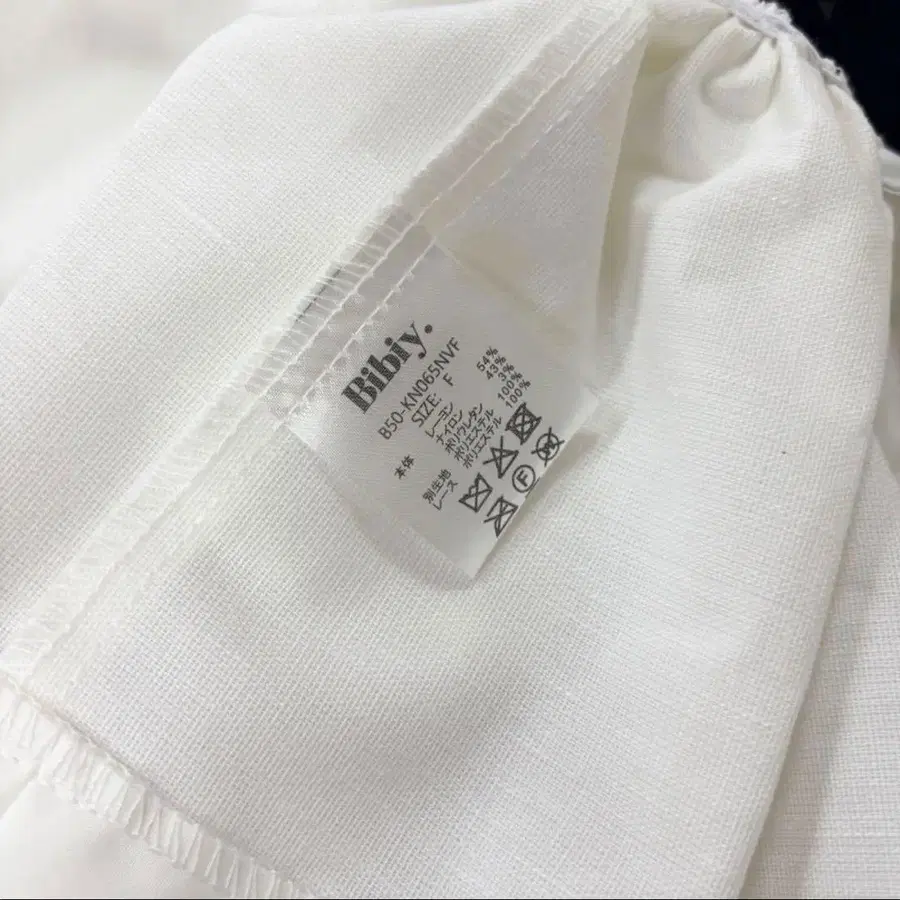 Bibiy.
B50-KN065NVF
SIZE: F
本体 レーヨン 54%
ナイロン 43%
ポリウレタン 3%
別生地 ポリエステル 100%
レース ポリエステル 100%
F